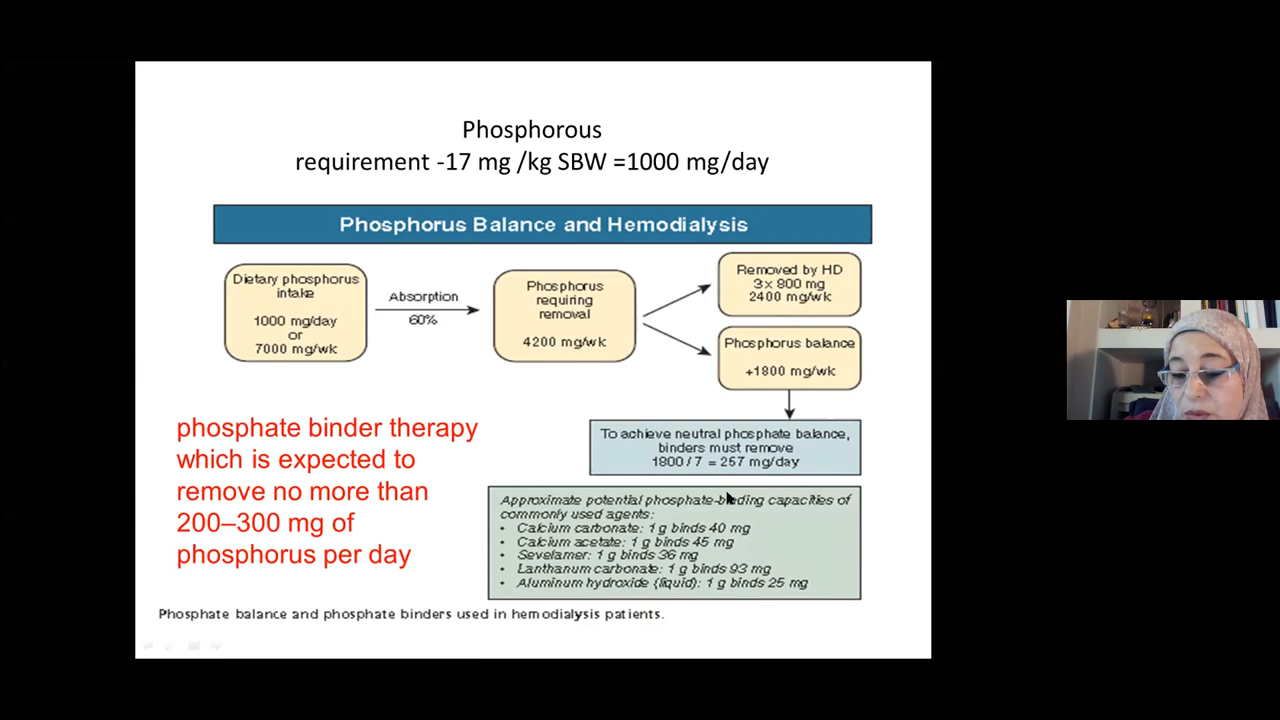 Phosphorous
requirement -17 mg /kg SBW =1000 mg/day
Phosphorus Balance and Hemodialysis
Dietary phosphorus
intake
1000 mg/day
or
7000 mg/wk
Absorption
60%
Phosphorus
requiring
removal
4200 mg/wk
Removed by HD
3 x 800 mg
2400 mg/wk
Phosphorus balance
+1800 mg/wk
To achieve neutral phosphate balance,
binders must remove
1800 / 7 = 257 mg/day
phosphate binder therapy
which is expected to
remove no more than
200–300 mg of
phosphorus per day
Approximate potential phosphate-binding capacities of
commonly used agents:
• Calcium carbonate: 1 g binds 40 mg
• Calcium acetate: 1 g binds 45 mg
• Sevelamer: 1 g binds 36 mg
• Lanthanum carbonate: 1 g binds 93 mg
• Aluminum hydroxide (liquid): 1 g binds 25 mg
Phosphate balance and phosphate binders used in hemodialysis patients.